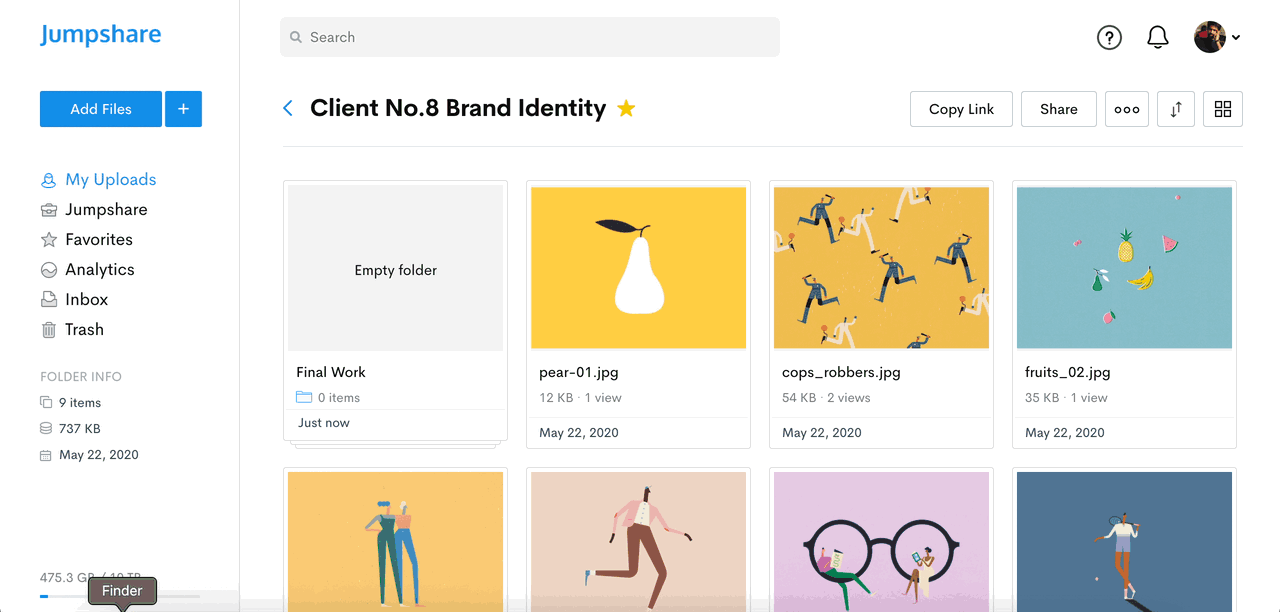 Jumpshare
Search
?
Add Files
+
Client No.8 Brand Identity
Copy Link
Share
My Uploads
Jumpshare
Favorites
Analytics
Inbox
Trash
FOLDER INFO
9 items
737 KB
May 22, 2020
475.3 GB / 10 TB
Finder
Empty folder
Final Work
0 items
Just now
pear-01.jpg
12 KB · 1 view
May 22, 2020
cops_robbers.jpg
54 KB · 2 views
May 22, 2020
fruits_02.jpg
35 KB · 1 view
May 22, 2020